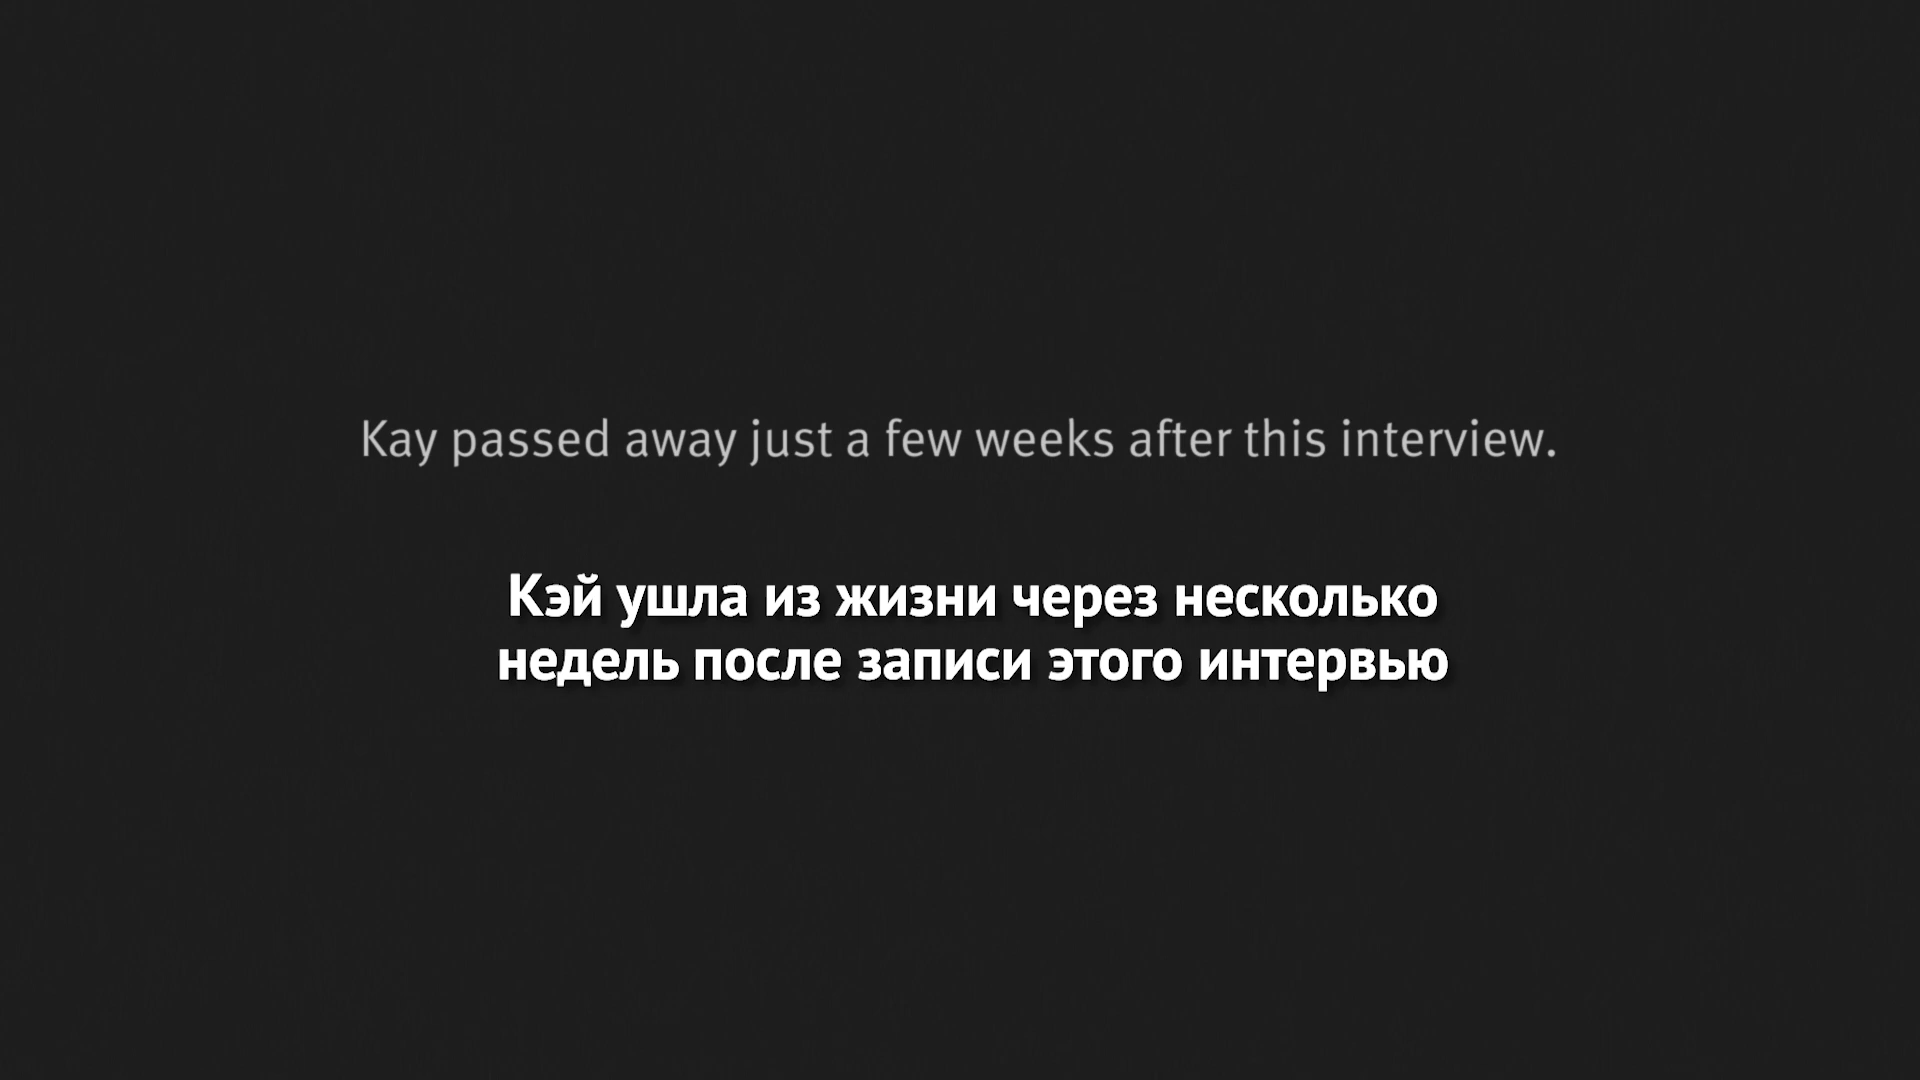 Kay passed away just a few weeks after this interview.
Кэй ушла из жизни через несколько
недель после записи этого интервью